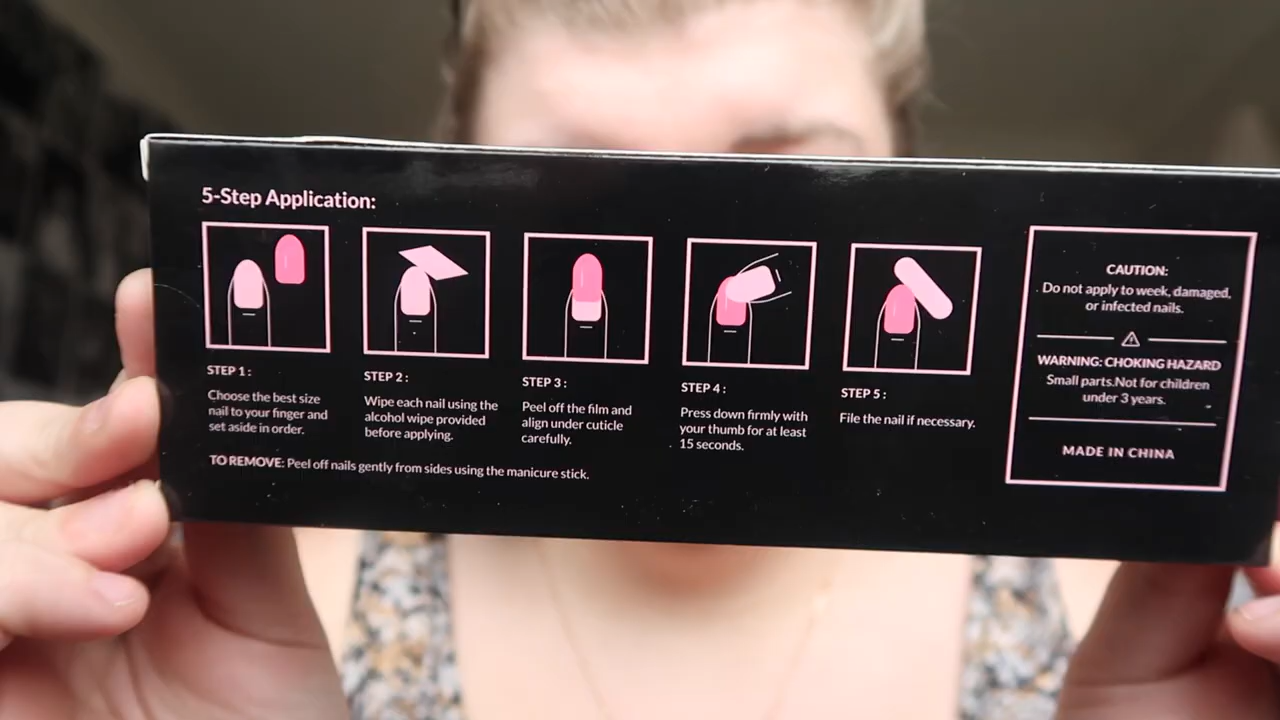 5-Step Application:
STEP 1 :
Choose the best size
nail to your finger and
set aside in order.
STEP 2 :
Wipe each nail using the
alcohol wipe provided
before applying.
STEP 3 :
Peel off the film and
align under cuticle
carefully.
STEP 4 :
Press down firmly with
your thumb for at least
15 seconds.
STEP 5 :
File the nail if necessary.
TO REMOVE: Peel off nails gently from sides using the manicure stick.
CAUTION:
Do not apply to week, damaged,
or infected nails.
WARNING: CHOKING HAZARD
Small parts.Not for children
under 3 years.
MADE IN CHINA